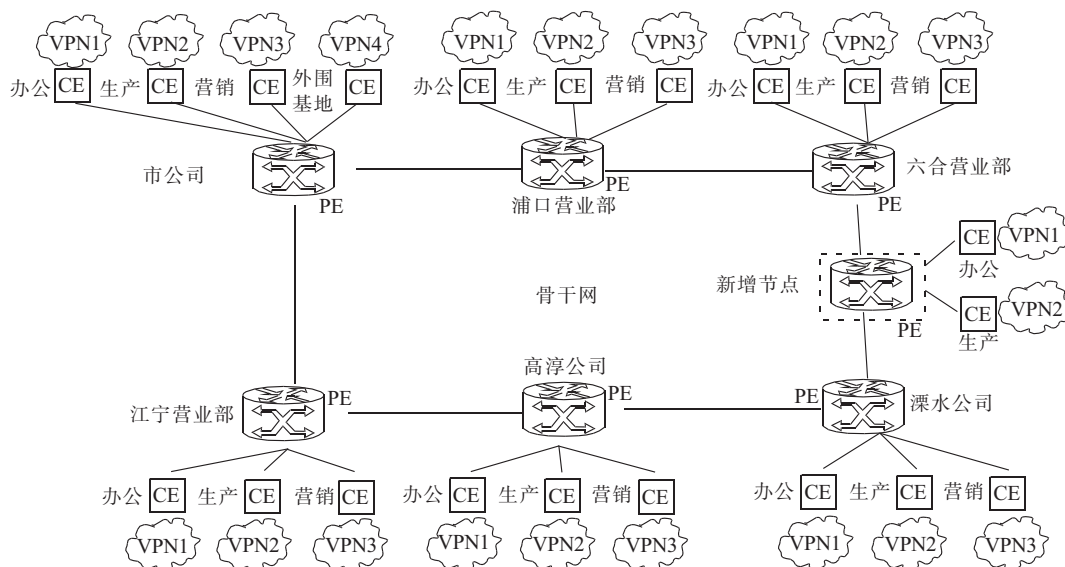 VPN1 VPN2 VPN3 VPN4 VPN1 VPN2 VPN3 VPN1 VPN2 VPN3
办公 CE 生产 CE 营销 CE 外围基地 CE 办公 CE 生产 CE 营销 CE 办公 CE 生产 CE 营销 CE
市公司 PE 浦口营业部 PE 六合营业部 PE
CE VPN1
办公
新增节点 PE
骨干网
CE VPN2
生产
高淳公司
江宁营业部 PE PE PE 溧水公司
办公 CE 生产 CE 营销 CE 办公 CE 生产 CE 营销 CE 办公 CE 生产 CE 营销 CE
VPN1 VPN2 VPN3 VPN1 VPN2 VPN3 VPN1 VPN2 VPN3